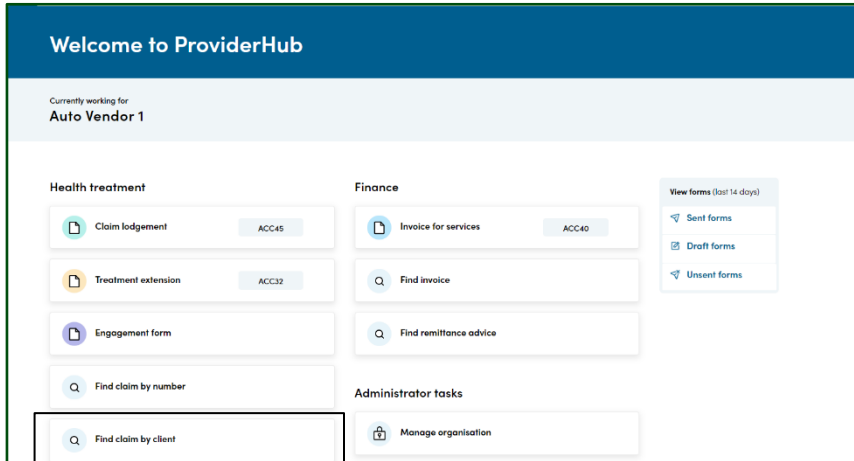 Welcome to ProviderHub
Currently working for
Auto Vendor 1
Health treatment
Claim lodgement
ACC45
Treatment extension
ACC32
Engagement form
Find claim by number
Find claim by client
Finance
Invoice for services
ACC40
Find invoice
Find remittance advice
Administrator tasks
Manage organisation
View forms (last 14 days)
Sent forms
Draft forms
Unsent forms